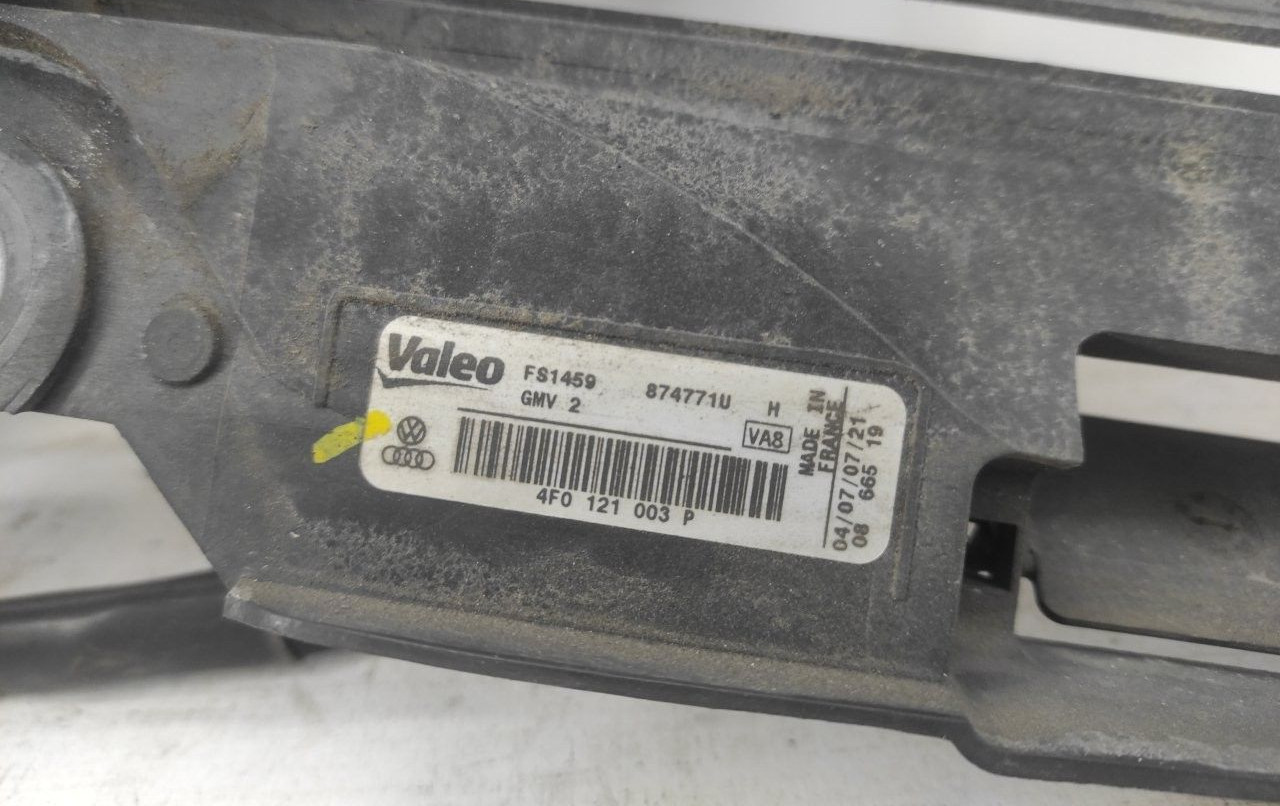 Valeo FS1459 874771U H
GMV 2
VA8
4F0 121 003 P
MADE IN
FRANCE
04/07/07/21
08 665 19